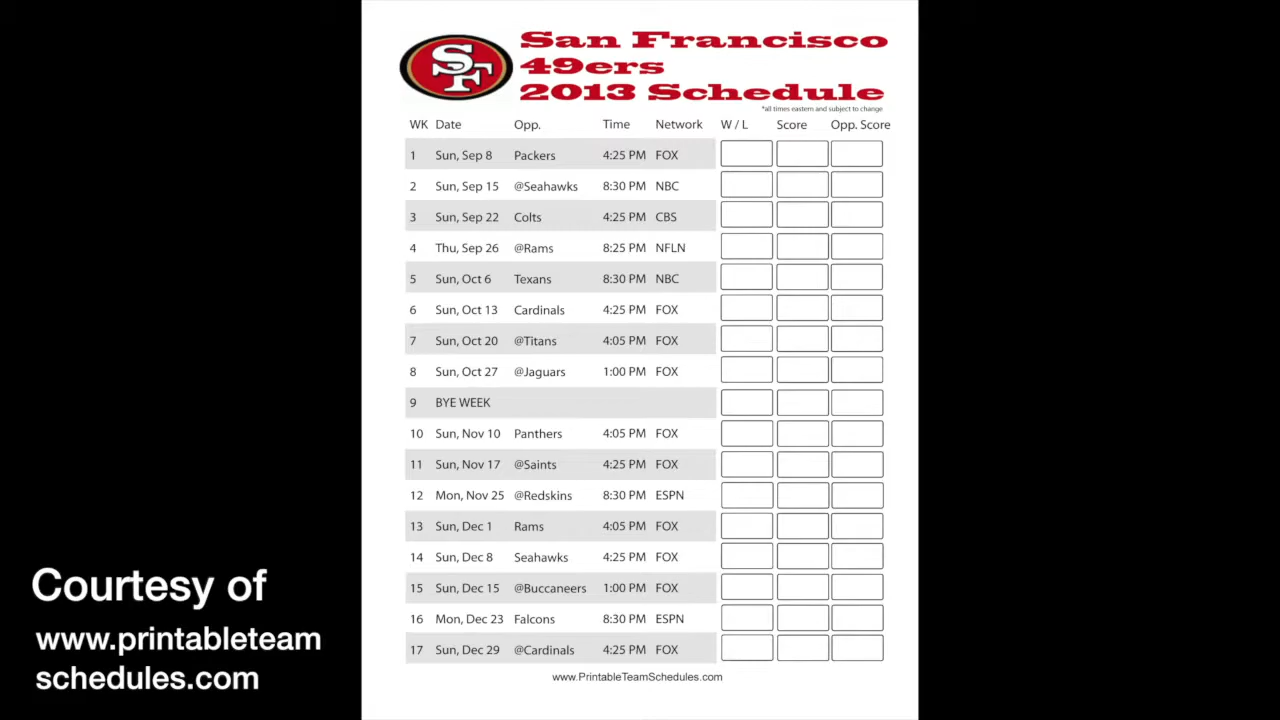 SF
San Francisco
49ers
2013 Schedule
*all times eastern and subject to change
WK Date Opp. Time Network W / L Score Opp. Score
1 Sun, Sep 8 Packers 4:25 PM FOX
2 Sun, Sep 15 @Seahawks 8:30 PM NBC
3 Sun, Sep 22 Colts 4:25 PM CBS
4 Thu, Sep 26 @Rams 8:25 PM NFLN
5 Sun, Oct 6 Texans 8:30 PM NBC
6 Sun, Oct 13 Cardinals 4:25 PM FOX
7 Sun, Oct 20 @Titans 4:05 PM FOX
8 Sun, Oct 27 @Jaguars 1:00 PM FOX
9 BYE WEEK
10 Sun, Nov 10 Panthers 4:05 PM FOX
11 Sun, Nov 17 @Saints 4:25 PM FOX
12 Mon, Nov 25 @Redskins 8:30 PM ESPN
13 Sun, Dec 1 Rams 4:05 PM FOX
14 Sun, Dec 8 Seahawks 4:25 PM FOX
15 Sun, Dec 15 @Buccaneers 1:00 PM FOX
16 Mon, Dec 23 Falcons 8:30 PM ESPN
17 Sun, Dec 29 @Cardinals 4:25 PM FOX
www.PrintableTeamSchedules.com
Courtesy of
www.printableteam
schedules.com